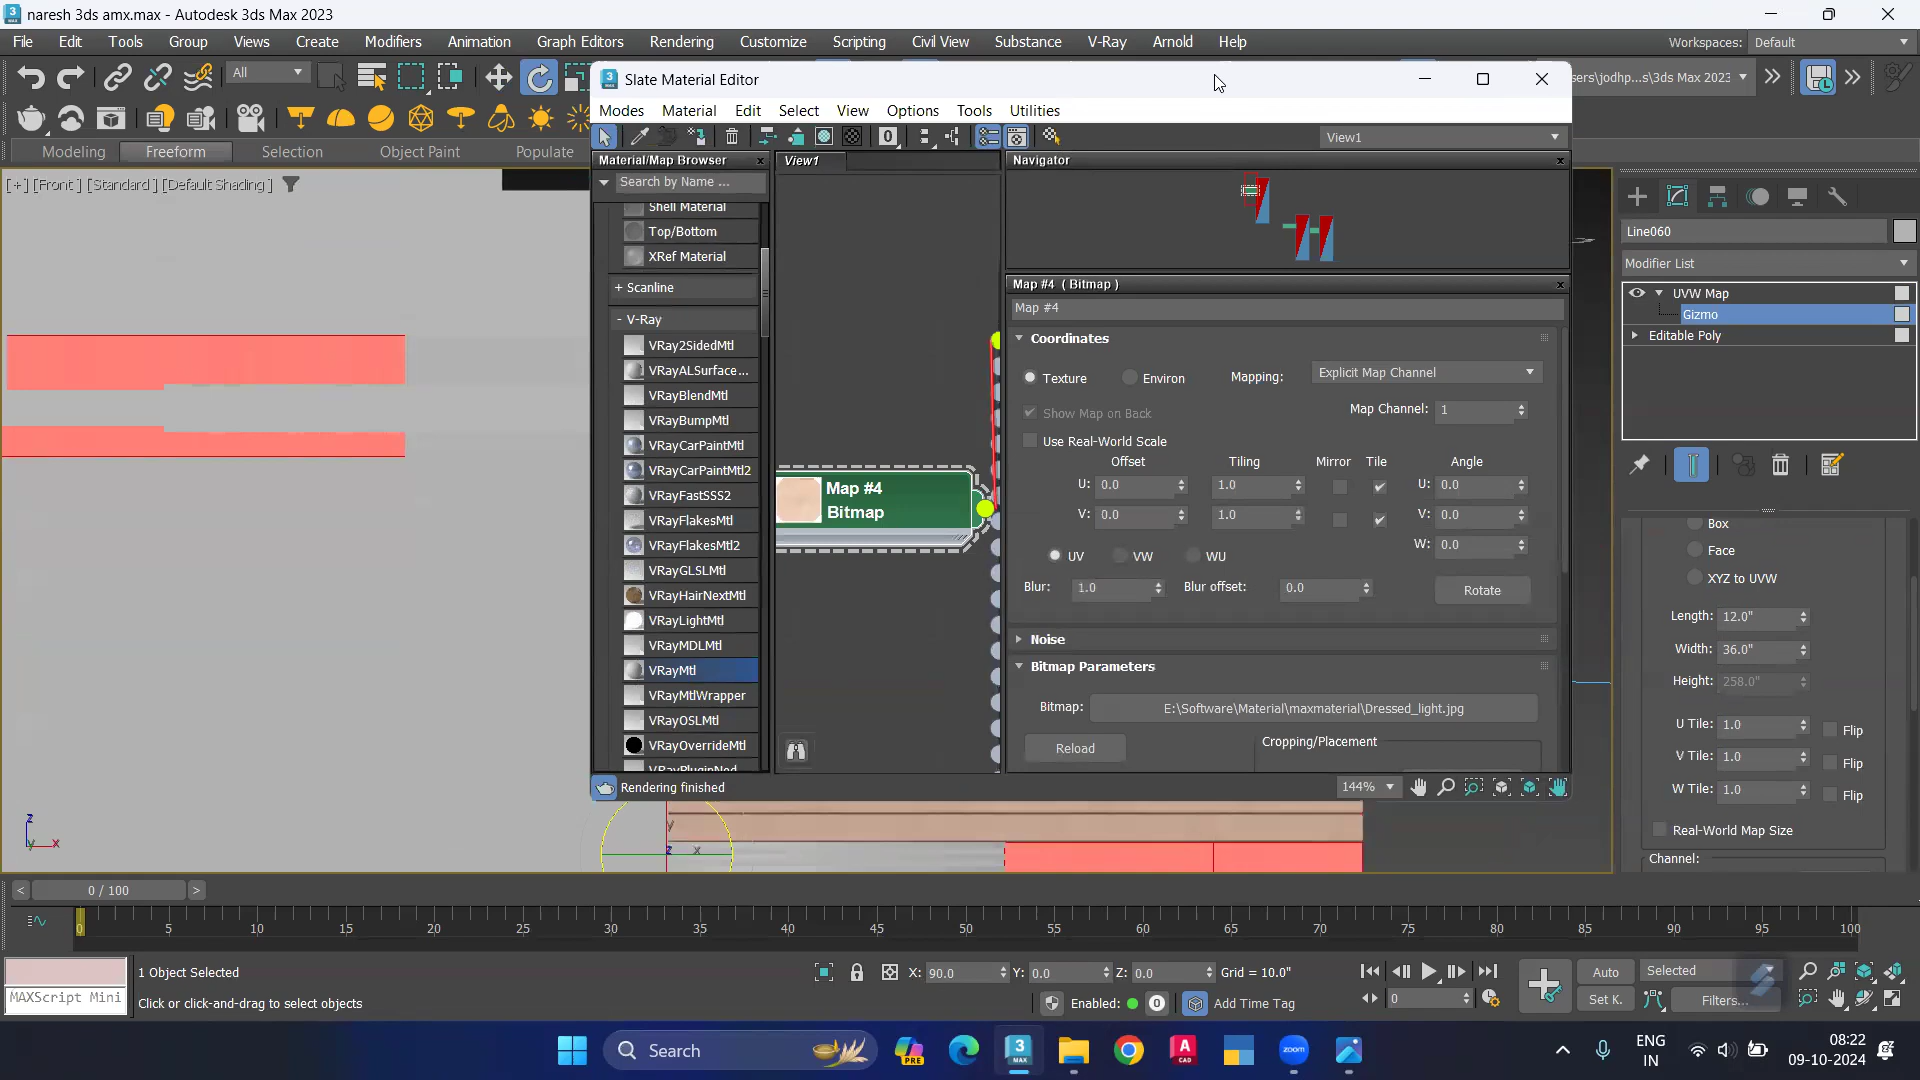 naresh 3ds amx.max - Autodesk 3ds Max 2023
File Edit Tools Group Views Create Modifiers Animation Graph Editors Rendering Customize Scripting Civil View Substance V-Ray Arnold Help
Workspaces: Default
All
Slate Material Editor
sers\jodhp...s\3ds Max 2023
Modes Material Edit Select View Options Tools Utilities
View1
Modeling Freeform Selection Object Paint Populate
Material/Map Browser
View1
Navigator
[+] [Front] [Standard] [Default Shading]
Search by Name ...
Shell Material
Top/Bottom
XRef Material
+ Scanline
- V-Ray
VRay2SidedMtl
VRayALSurface...
VRayBlendMtl
VRayBumpMtl
VRayCarPaintMtl
VRayCarPaintMtl2
VRayFastSSS2
VRayFlakesMtl
VRayFlakesMtl2
VRayGLSLMtl
VRayHairNextMtl
VRayLightMtl
VRayMDLMtl
VRayMtl
VRayMtlWrapper
VRayOSLMtl
VRayOverrideMtl
VRayPluginNod
Map #4
Bitmap
Map #4 ( Bitmap )
Map #4
Coordinates
Texture Environ Mapping: Explicit Map Channel
Show Map on Back Map Channel: 1
Use Real-World Scale
Offset Tiling Mirror Tile Angle
U: 0.0 1.0 U: 0.0
V: 0.0 1.0 V: 0.0
W: 0.0
UV VW WU
Blur: 1.0 Blur offset: 0.0 Rotate
Noise
Bitmap Parameters
Bitmap: E:\Software\Material\maxmaterial\Dressed_light.jpg
Reload
Cropping/Placement
Rendering finished
144%
Line060
Modifier List
UVW Map
Gizmo
Editable Poly
Box
Face
XYZ to UVW
Length: 12.0"
Width: 36.0"
Height: 258.0"
U Tile: 1.0 Flip
V Tile: 1.0 Flip
W Tile: 1.0 Flip
Real-World Map Size
Channel:
z
y x
y
z x
< 0 / 100 >
0 5 10 15 20 25 30 35 40 45 50 55 60 65 70 75 80 85 90 95 100
1 Object Selected
MAXScript Mini
Click or click-and-drag to select objects
X: 90.0 Y: 0.0 Z: 0.0 Grid = 10.0"
Enabled: 0 Add Time Tag
0
Auto Selected
Set K. Filters...
Search
PRE
3
MAX
A
CAD
zoom
ENG
IN
08:22
09-10-2024